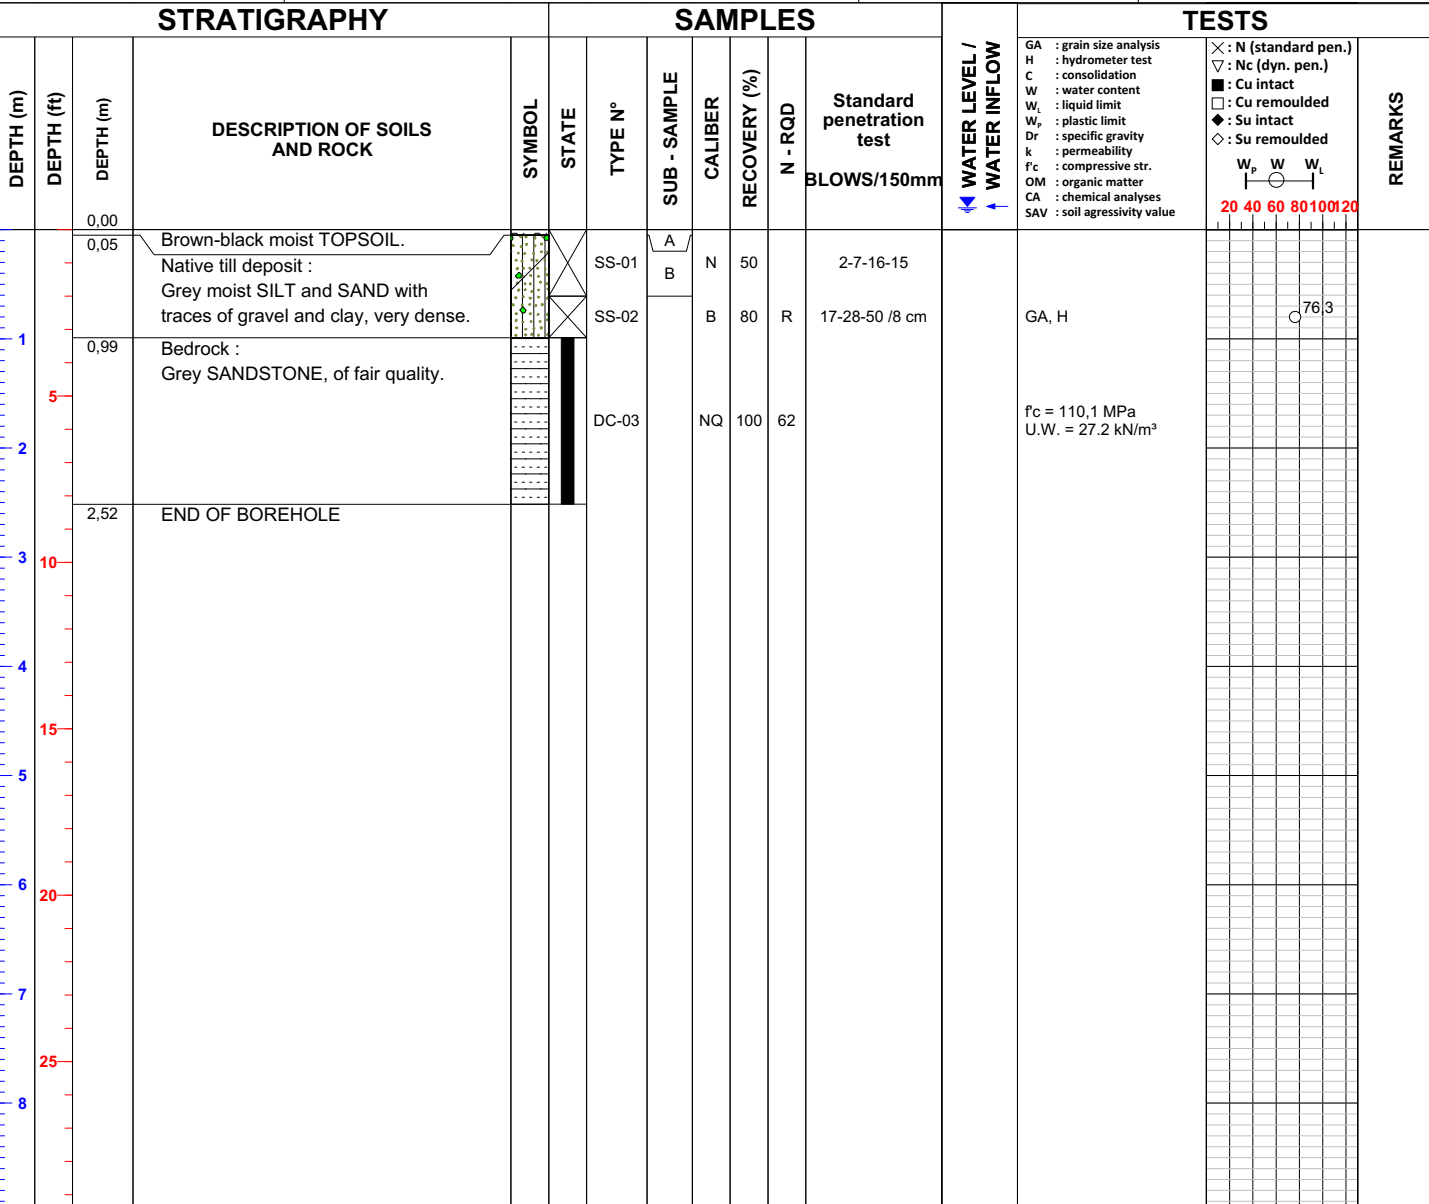 STRATIGRAPHY
SAMPLES
TESTS
DEPTH (m)
DEPTH (ft)
DEPTH (m)
DESCRIPTION OF SOILS
AND ROCK
SYMBOL
STATE
TYPE N°
SUB - SAMPLE
CALIBER
RECOVERY (%)
N - RQD
Standard
penetration
test
BLOWS/150mm
WATER LEVEL /
WATER INFLOW
GA : grain size analysis
H : hydrometer test
C : consolidation
W : water content
WL : liquid limit
WP : plastic limit
Dr : specific gravity
k : permeability
f'c : compressive str.
OM : organic matter
CA : chemical analyses
SAV : soil agressivity value
: N (standard pen.)
: Nc (dyn. pen.)
: Cu intact
: Cu remoulded
: Su intact
: Su remoulded
WP W WL
20 40 60 80 100 120
REMARKS
0,00
0,05 Brown-black moist TOPSOIL. A
Native till deposit : SS-01 B N 50 2-7-16-15
Grey moist SILT and SAND with
traces of gravel and clay, very dense. SS-02 B 80 R 17-28-50 /8 cm GA, H 76,3
1
0,99 Bedrock :
Grey SANDSTONE, of fair quality.
5
DC-03 NQ 100 62 f'c = 110,1 MPa
U.W. = 27.2 kN/m³
2
2,52 END OF BOREHOLE
3
10
4
15
5
6
20
7
25
8